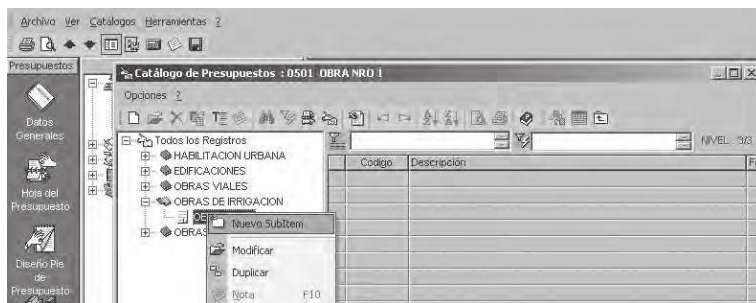 Archivo Ver Catálogos Herramientas ?
Presupuestos
Catálogo de Presupuestos : 0501 OBRA NRO 1
Opciones ?
Datos
Generales
Todos los Registros
NIVEL 3/3
HABILITACION URBANA
Codigo Descripción
EDIFICACIONES
OBRAS VIALES
Hoja del
Presupuesto
OBRAS DE IRRIGACION
Nuevo SubItem
OBRAS
Modificar
Diseño Pie
de
Presupuesto
Duplicar
Nota F10